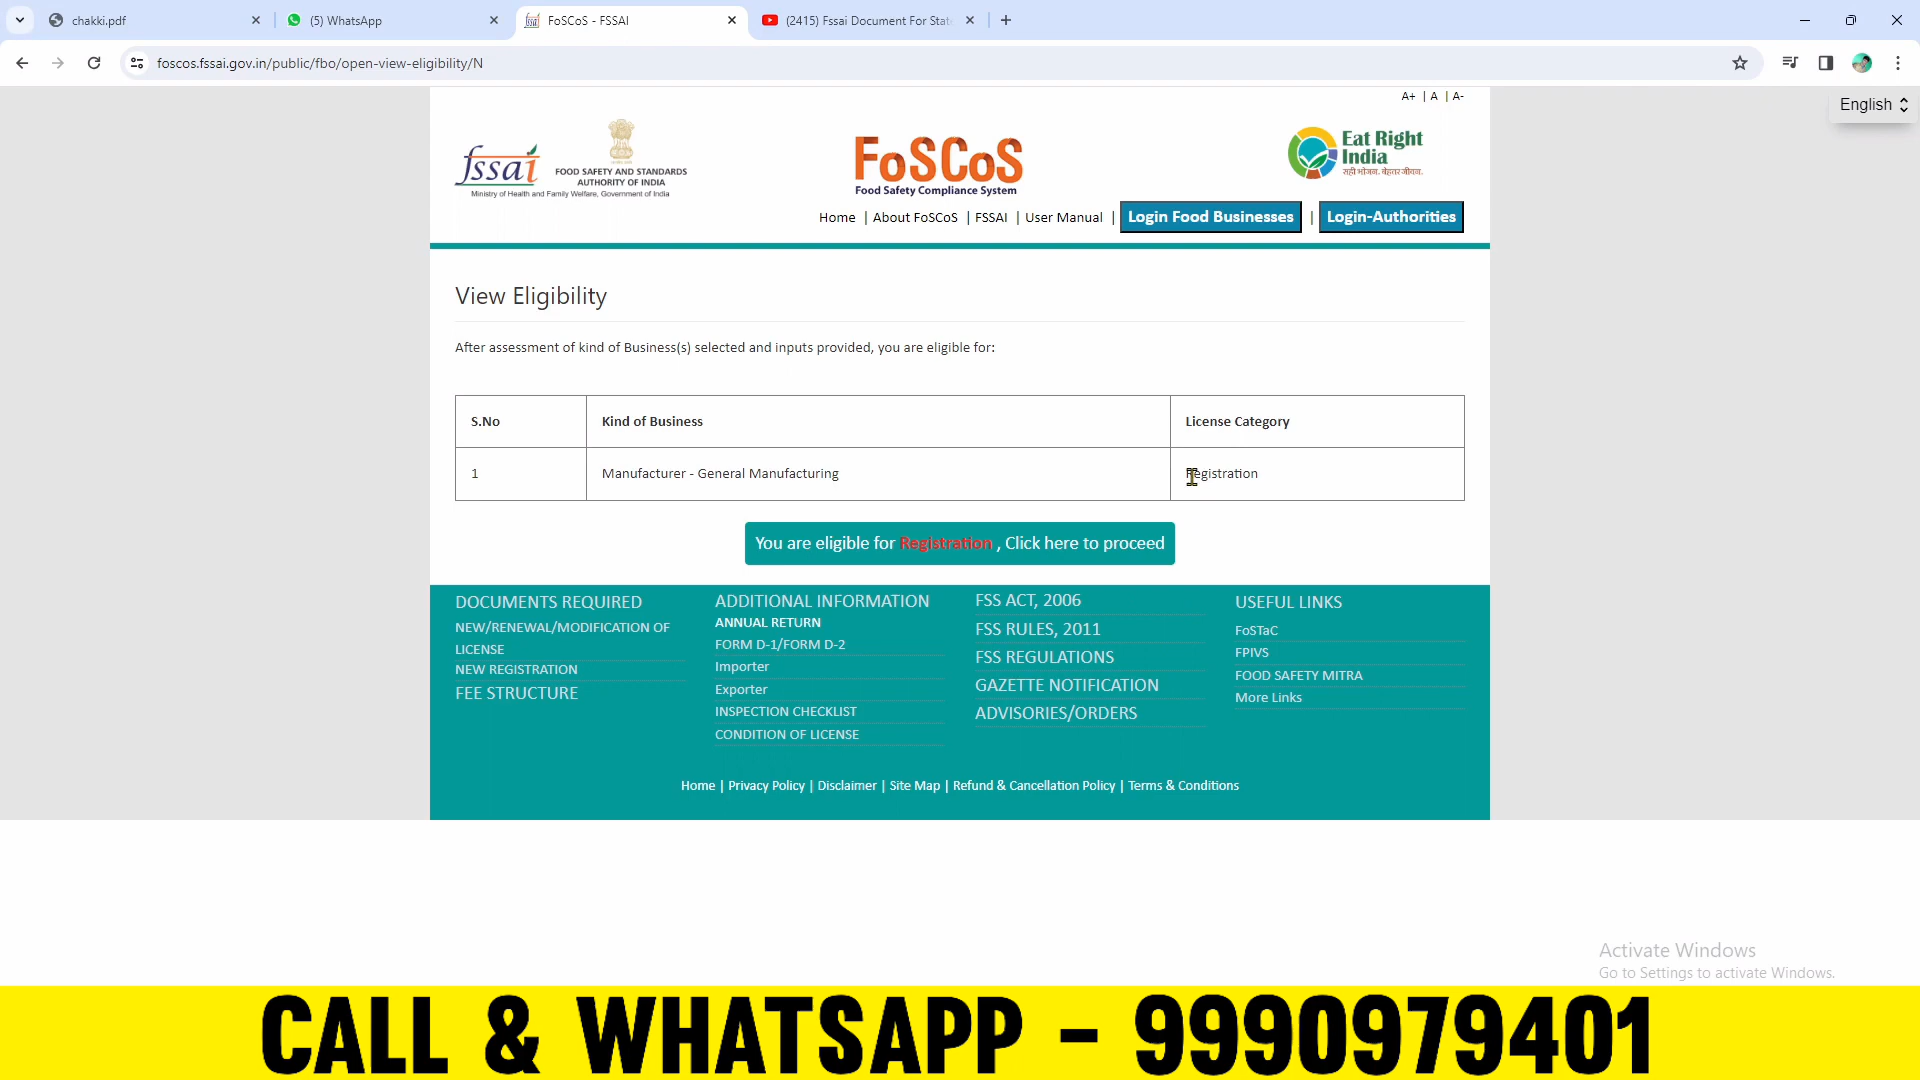 chakki.pdf
(5) WhatsApp
FoSCoS - FSSAI
(2415) Fssai Document For Stat
foscos.fssai.gov.in/public/fbo/open-view-eligibility/N
A+ | A | A-
English
fssai
FOOD SAFETY AND STANDARDS
AUTHORITY OF INDIA
Ministry of Health and Family Welfare, Government of India
FoSCoS
Food Safety Compliance System
Eat Right
India
सही भोजन. बेहतर जीवन.
Home | About FoSCoS | FSSAI | User Manual | Login Food Businesses | Login-Authorities
View Eligibility
After assessment of kind of Business(s) selected and inputs provided, you are eligible for:
S.No Kind of Business License Category
1 Manufacturer - General Manufacturing Registration
You are eligible for Registration , Click here to proceed
DOCUMENTS REQUIRED
NEW/RENEWAL/MODIFICATION OF
LICENSE
NEW REGISTRATION
FEE STRUCTURE
ADDITIONAL INFORMATION
ANNUAL RETURN
FORM D-1/FORM D-2
Importer
Exporter
INSPECTION CHECKLIST
CONDITION OF LICENSE
FSS ACT, 2006
FSS RULES, 2011
FSS REGULATIONS
GAZETTE NOTIFICATION
ADVISORIES/ORDERS
USEFUL LINKS
FoSTaC
FPIVS
FOOD SAFETY MITRA
More Links
Home | Privacy Policy | Disclaimer | Site Map | Refund & Cancellation Policy | Terms & Conditions
Activate Windows
Go to Settings to activate Windows.
CALL & WHATSAPP - 9990979401